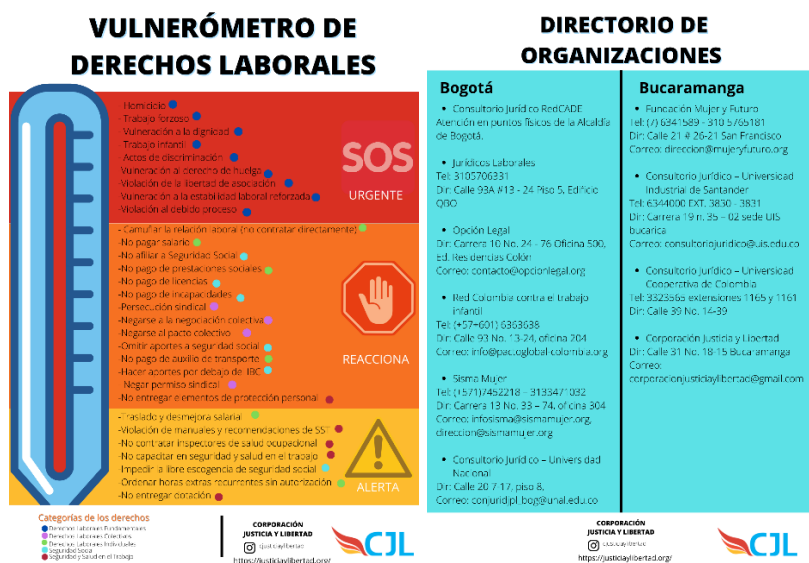 VULNERÓMETRO DE
DERECHOS LABORALES
- Homicidio
- Trabajo forzoso
- Vulneración a la dignidad
- Trabajo infantil
- Actos de discriminación
-Vulneración al derecho de huelga
-Violación de la libertad de asociación
Vulneración a la estabilidad laboral reforzada
-Violación al debido proceso
SOS
URGENTE
- Camuflar la relación laboral (no contratar directamente)
-No pagar salario
-No afiliar a Seguridad Social
-No pago de prestaciones sociales
-No pago de licencias
-No pago de incapacidades
-Persecución sindical
-Negarse a la negociación colectiva
-Negarse al pacto colectivo
-Omitir aportes a seguridad social
-No pago de auxilio de transporte
-Hacer aportes por debajo del IBC
Negar permiso sindical
-No entregar elementos de protección personal
REACCIONA
-Traslado y desmejora salarial
-Violación de manuales y recomendaciones de SST
-No contratar inspectores de salud ocupacional
-No capacitar en seguridad y salud en el trabajo
-Impedir la libre escogencia de seguridad social
-Ordenar horas extras recurrentes sin autorización
-No entregar dotación
ALERTA
Categorías de los derechos
Derechos Laborales Fundamentales
Derechos Laborales Colectivos
Derechos Laborales Individuales
Seguridad Social
Seguridad y Salud en el Trabajo
CORPORACIÓN
JUSTICIA Y LIBERTAD
cjusticiaylibertad
https://justiciaylibertad.org/
CJL
DIRECTORIO DE
ORGANIZACIONES
Bogotá
• Consultorio Jurídico RedCADE
Atención en puntos físicos de la Alcaldía
de Bogotá.
• Jurídicos Laborales
Tel: 3105706331
Dir: Calle 93A #13 - 24 Piso 5, Edificio
QBO
• Opción Legal
Dir: Carrera 10 No. 24 - 76 Oficina 500,
Ed. Residencias Colón
Correo: contacto@opcionlegal.org
• Red Colombia contra el trabajo
infantil
Tel: (+57+601) 6363638
Dir: Calle 93 No. 13-24, oficina 204
Correo: info@pactoglobal-colombia.org
• Sisma Mujer
Tel: (+571)7452218 – 3133471032
Dir: Carrera 13 No. 33 – 74, oficina 304
Correo: infosisma@sismamujer.org,
direccion@sismamujer.org
• Consultorio Jurídico – Universidad
Nacional
Dir: Calle 20 7-17, piso 8,
Correo: conjuridjpl_bog@unal.edu.co
Bucaramanga
• Fundación Mujer y Futuro
Tel: (7) 6341589 - 310 5765181
Dir: Calle 21 # 26-21 San Francisco
Correo: direccion@mujeryfuturo.org
• Consultorio Jurídico – Universidad
Industrial de Santander
Tel: 6344000 EXT. 3830 - 3831
Dir: Carrera 19 n. 35 – 02 sede UIS
bucarica
Correo: consultoriojuridico@uis.edu.co
• Consultorio Jurídico – Universidad
Cooperativa de Colombia
Tel: 3323565 extensiones 1165 y 1161
Dir: Calle 39 No. 14-39
• Corporación Justicia y Libertad
Dir: Calle 31 No. 18-15 Bucaramanga
Correo:
corporacionjusticiaylibertad@gmail.com
CORPORACIÓN
JUSTICIA Y LIBERTAD
cjusticiaylibertad
https://justiciaylibertad.org/
CJL